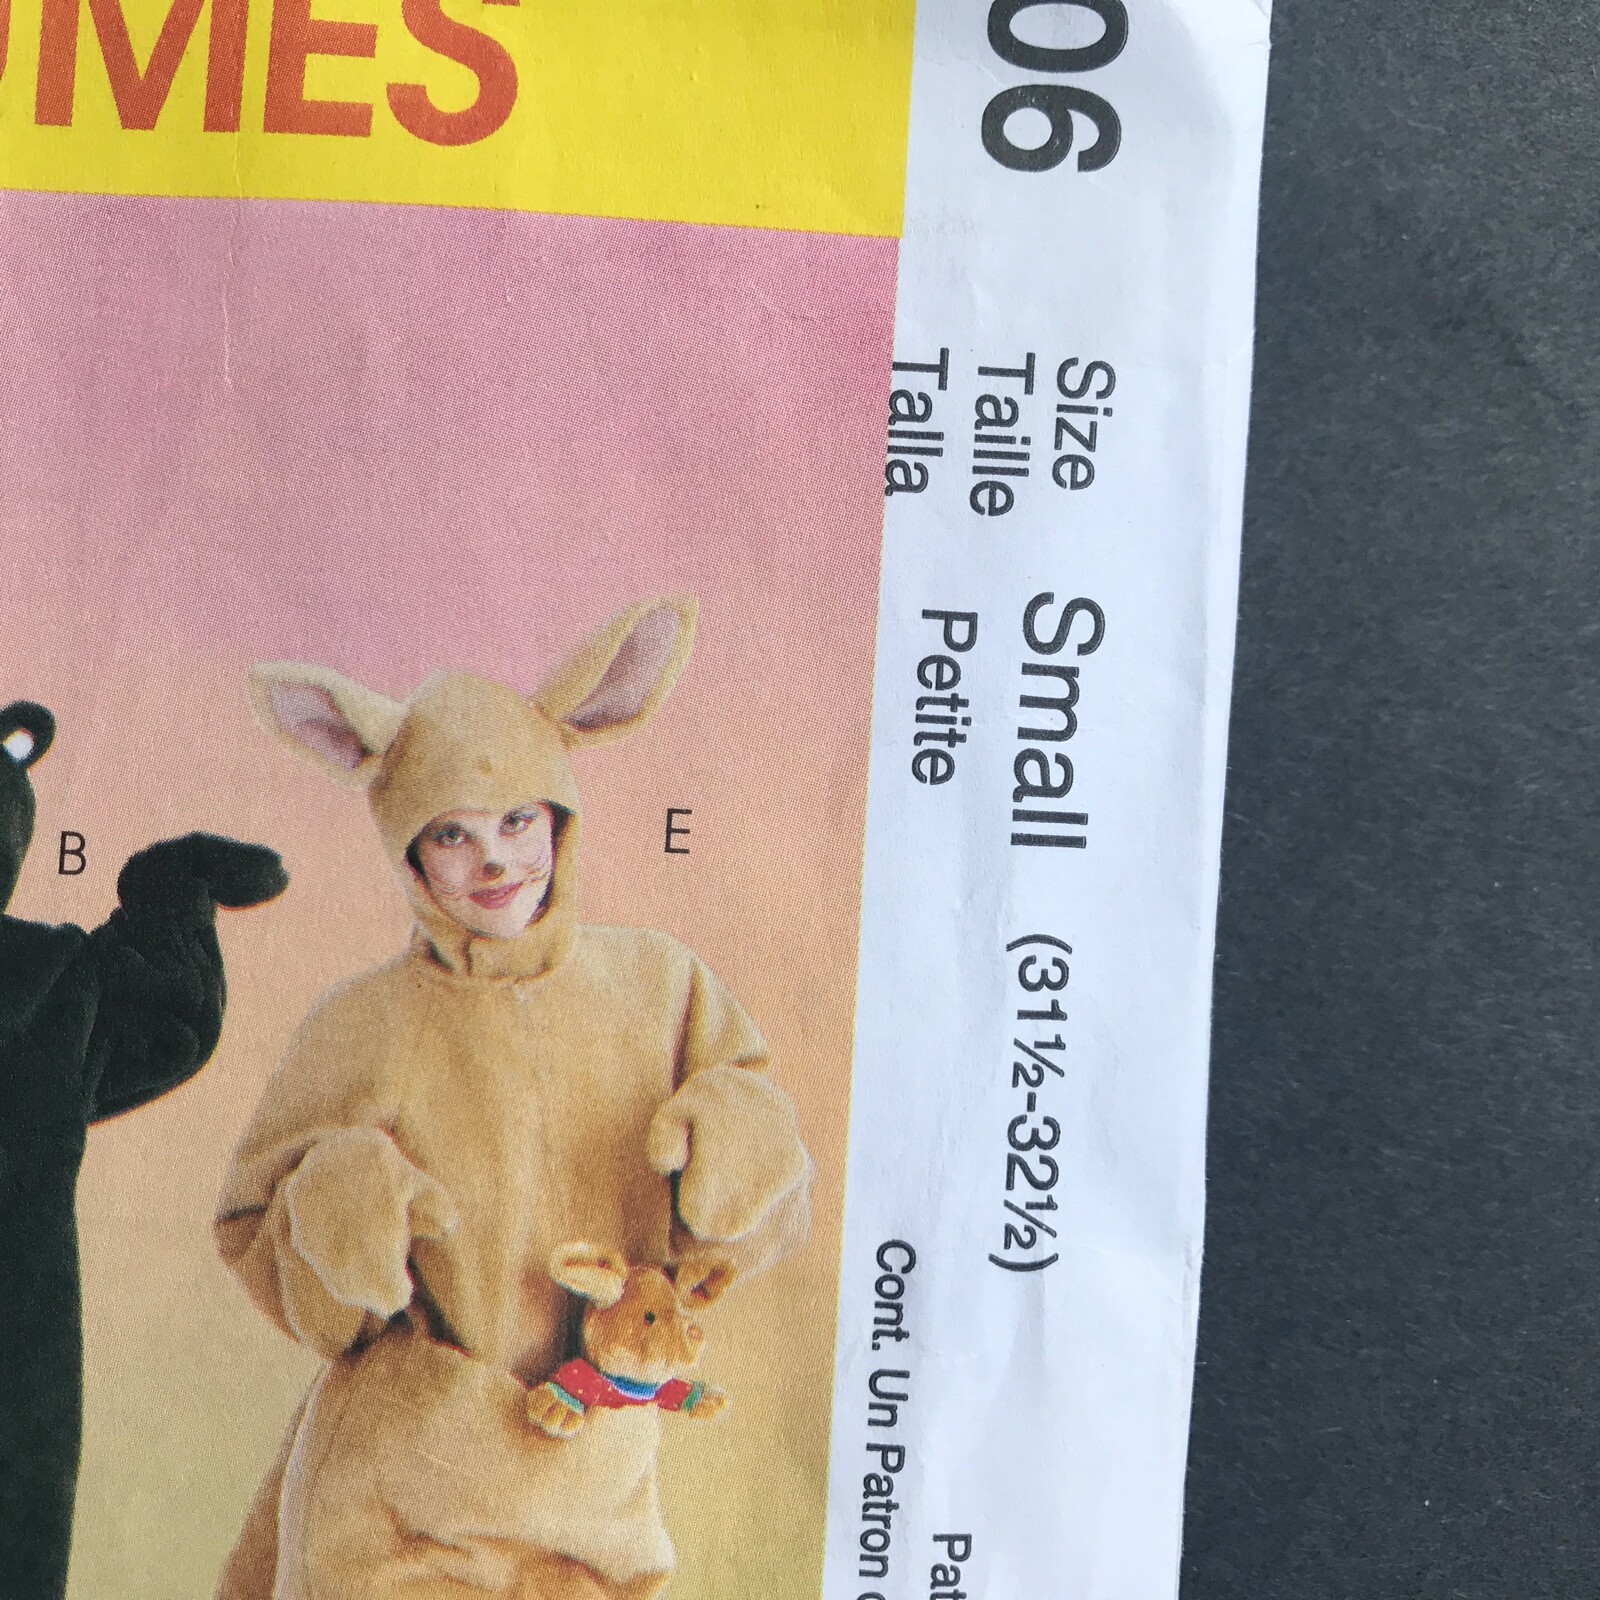 UMES
06
Size
Taille
Talla
Small (31½-32½)
Petite
B
E
Cont. Un Patron
Pat